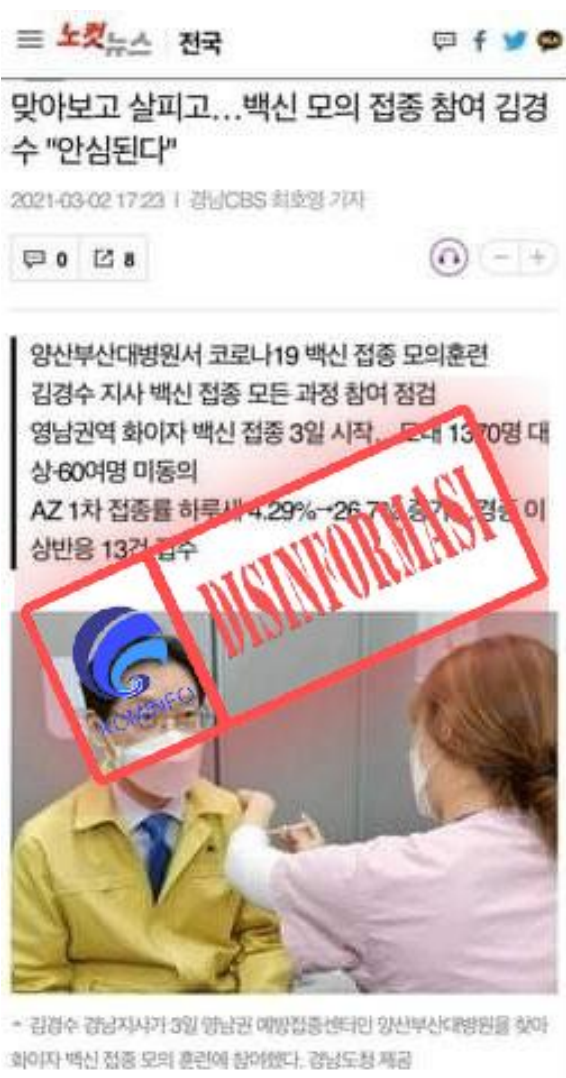 노컷뉴스 전국
맞아보고 살피고...백신 모의 접종 참여 김경
수 "안심된다"
2021-03-02 17:23 | 경남CBS 최호영 기자
0 8
양산부산대병원서 코로나19 백신 접종 모의훈련
김경수 지사 백신 접종 모든 과정 참여 점검
영남권역 화이자 백신 접종 3일 시작, 1370명 대
상·60여명 미동의
AZ 1차 접종률 하루새 4.29%→26.7% 이
상반응 13건 접수
DISINFORMASI
KOMINFO
김경수 경남지사가 3일 영남권 예방접종센터인 양산부산대병원을 찾아
화이자 백신 접종 모의 훈련에 참여했다. 경남도청 제공